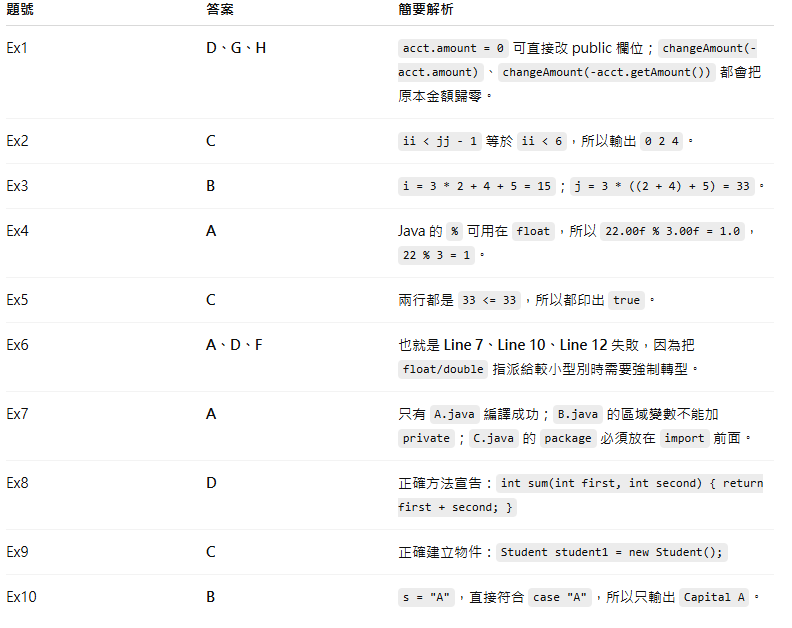 題號 答案 簡要解析
Ex1 D、G、H acct.amount = 0 可直接改 public 欄位；changeAmount(-
acct.amount)、changeAmount(-acct.getAmount()) 都會把
原本金額歸零。
Ex2 C ii < jj - 1 等於 ii < 6，所以輸出 0 2 4。
Ex3 B i = 3 * 2 + 4 + 5 = 15；j = 3 * ((2 + 4) + 5) = 33。
Ex4 A Java 的 % 可用在 float，所以 22.00f % 3.00f = 1.0，
22 % 3 = 1。
Ex5 C 兩行都是 33 <= 33，所以都印出 true。
Ex6 A、D、F 也就是 Line 7、Line 10、Line 12 失敗，因為把
float/double 指派給較小型別時需要強制轉型。
Ex7 A 只有 A.java 編譯成功；B.java 的區域變數不能加
private；C.java 的 package 必須放在 import 前面。
Ex8 D 正確方法宣告：int sum(int first, int second) { return
first + second; }
Ex9 C 正確建立物件：Student student1 = new Student();
Ex10 B s = "A"，直接符合 case "A"，所以只輸出 Capital A。